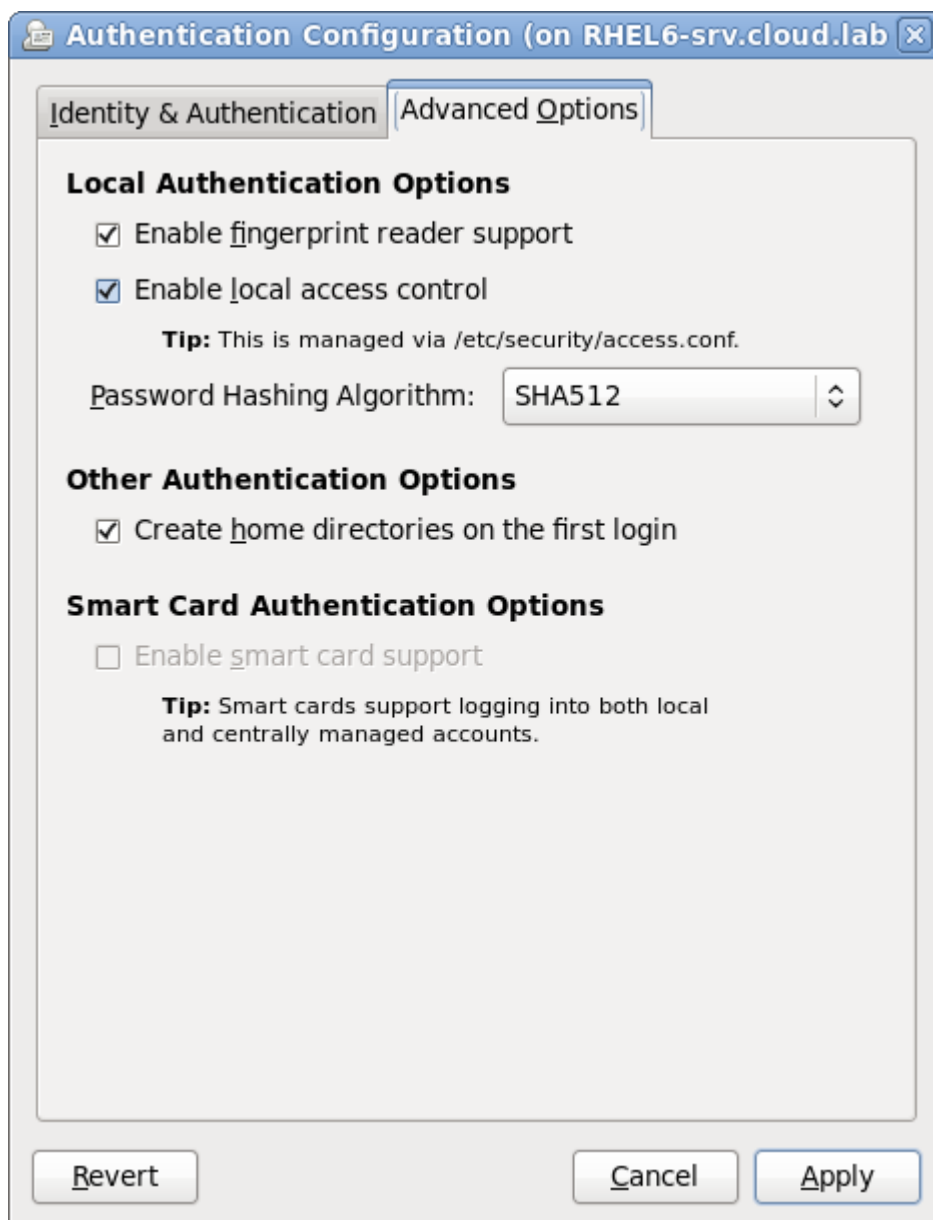 Authentication Configuration (on RHEL6-srv.cloud.lab
Identity & Authentication
Advanced Options
Local Authentication Options
Enable fingerprint reader support
Enable local access control
Tip: This is managed via /etc/security/access.conf.
Password Hashing Algorithm: SHA512
Other Authentication Options
Create home directories on the first login
Smart Card Authentication Options
Enable smart card support
Tip: Smart cards support logging into both local
and centrally managed accounts.
Revert
Cancel
Apply